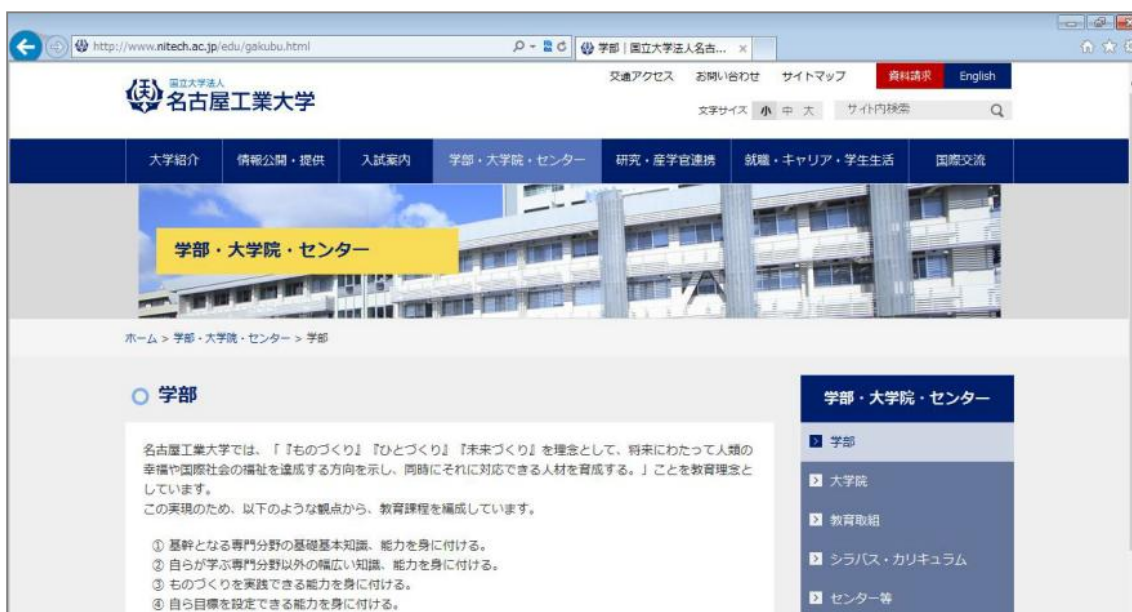 http://www.nitech.ac.jp/edu/gakubu.html
学部 | 国立大学法人名古...
交通アクセス お問い合わせ サイトマップ 資料請求 English
国立大学法人
名古屋工業大学
文字サイズ 小 中 大 サイト内検索
大学紹介 情報公開・提供 入試案内 学部・大学院・センター 研究・産学官連携 就職・キャリア・学生生活 国際交流
学部・大学院・センター
ホーム > 学部・大学院・センター > 学部
学部
名古屋工業大学では、「『ものづくり』『ひとづくり』『未来づくり』を理念として、将来にわたって人類の
幸福や国際社会の福祉を達成する方向を示し、同時にそれに対応できる人材を育成する。」ことを教育理念と
しています。
この実現のため、以下のような観点から、教育課程を編成しています。
① 基幹となる専門分野の基礎基本知識、能力を身に付ける。
② 自らが学ぶ専門分野以外の幅広い知識、能力を身に付ける。
③ ものづくりを実践できる能力を身に付ける。
④ 自ら目標を設定できる能力を身に付ける。
学部・大学院・センター
学部
大学院
教育取組
シラバス・カリキュラム
センター等